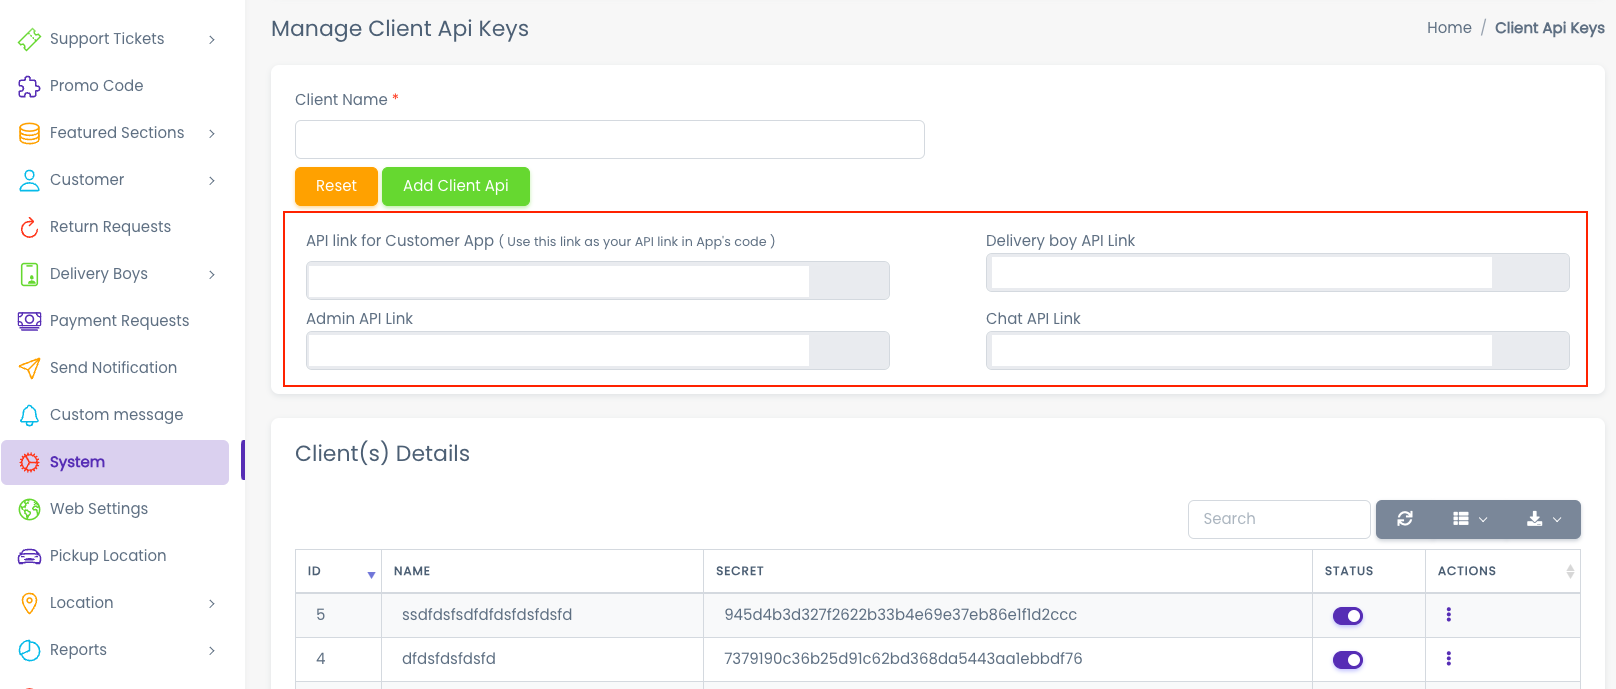 Support Tickets
Promo Code
Featured Sections
Customer
Return Requests
Delivery Boys
Payment Requests
Send Notification
Custom message
System
Web Settings
Pickup Location
Location
Reports
Manage Client Api Keys
Home / Client Api Keys
Client Name *
Reset Add Client Api
API link for Customer App ( Use this link as your API link in App's code )
Delivery boy API Link
Admin API Link
Chat API Link
Client(s) Details
Search
ID NAME SECRET STATUS ACTIONS
5 ssdfdsfsdfdfdsfdsfdsfd 945d4b3d327f2622b33b4e69e37eb86e1f1d2ccc
4 dfdsfdsfdsfd 7379190c36b25d91c62bd368da5443aa1ebbdf76